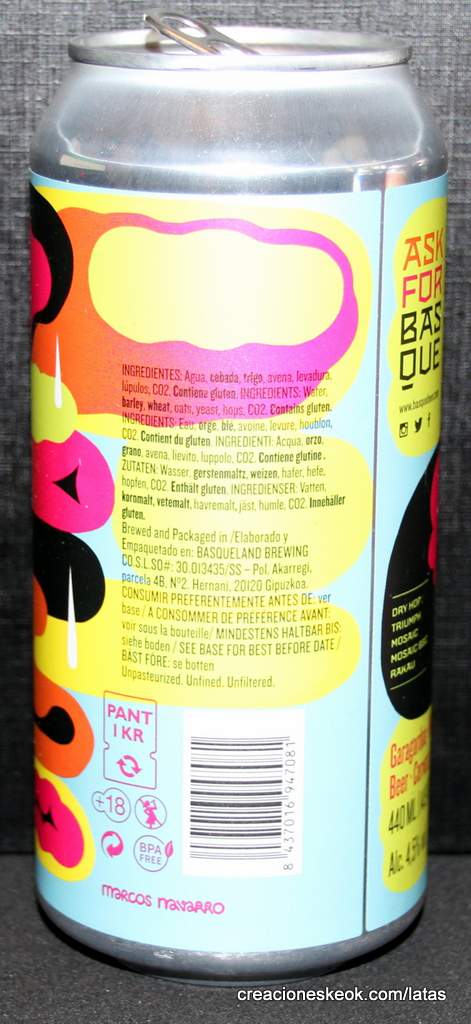 INGREDIENTES: Agua, cebada, trigo, avena, levadura,
lúpulos, CO2. Contiene gluten. INGREDIENTS: Water,
barley, wheat, oats, yeast, hops, CO2. Contains gluten.
INGREDIENTS: Eau, orge, blé, avoine, levure, houblon,
CO2. Contient du gluten. INGREDIENTI: Acqua, orzo,
grano, avena, lievito, luppolo, CO2. Contiene glutine.
ZUTATEN: Wasser, gerstenmaltz, weizen, hafer, hefe,
hopfen, CO2. Enthält gluten. INGREDIENSER: Vatten,
kornmalt, vetemalt, havremalt, jäst, humle, CO2. Innehåller
gluten.
Brewed and Packaged in /Elaborado y
Empaquetado en: BASQUELAND BREWING
CO S.L.SO#: 30.013435/SS – Pol. Akarregi,
parcela 4B, Nº2. Hernani, 20120 Gipuzkoa.
CONSUMIR PREFERENTEMENTE ANTES DE: ver
base / A CONSOMMER DE PREFÉRENCE AVANT:
voir sous la bouteille/ MINDESTENS HALTBAR BIS:
siehe boden / SEE BASE FOR BEST BEFORE DATE /
BÄST FÖRE: se botten
Unpasteurized. Unfined. Unfiltered.
PANT
1 KR
+18
BPA
FREE
8 437016 947081
marcos navarro
ASK
FOR
BAS
QUE
DRY HOP:
TRIUMPH
MOSAIC
RAKAU
Beer
440 ML
Alc. 4,5%
creacioneskeok.com/latas